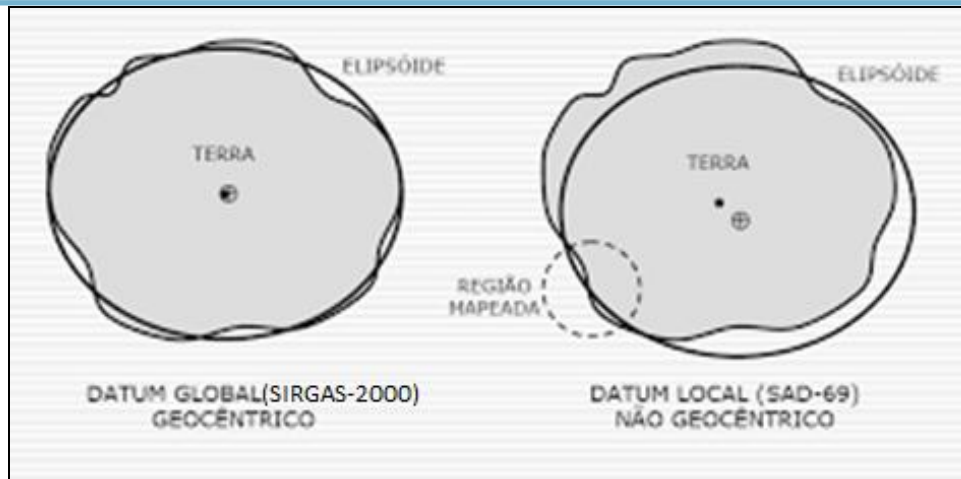 ELIPSÓIDE
TERRA
DATUM GLOBAL(SIRGAS-2000)
GEOCÊNTRICO
ELIPSÓIDE
TERRA
REGIÃO
MAPEADA
DATUM LOCAL (SAD-69)
NÃO GEOCÊNTRICO